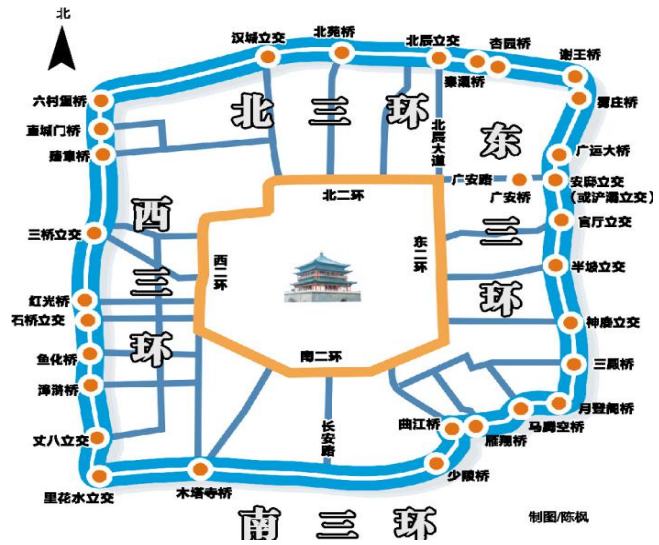 北
汉城立交
北苑桥
北辰立交
杏园桥
秦灞桥
谢王桥
六村堡桥
直城门桥
建章桥
北三环
北辰大道
东三环
雾庄桥
广运大桥
广安路
广安桥
安邸立交
(或浐灞立交)
北二环
西三环
三桥立交
西二环
东二环
官厅立交
半坡立交
红光桥
石桥立交
神鹿立交
鱼化桥
南二环
三殿桥
漳浒桥
丈八立交
长安路
曲江桥
雁翔桥
马腾空桥
月登阁桥
里花水立交
木塔寺桥
少陵桥
南三环
制图/陈枫